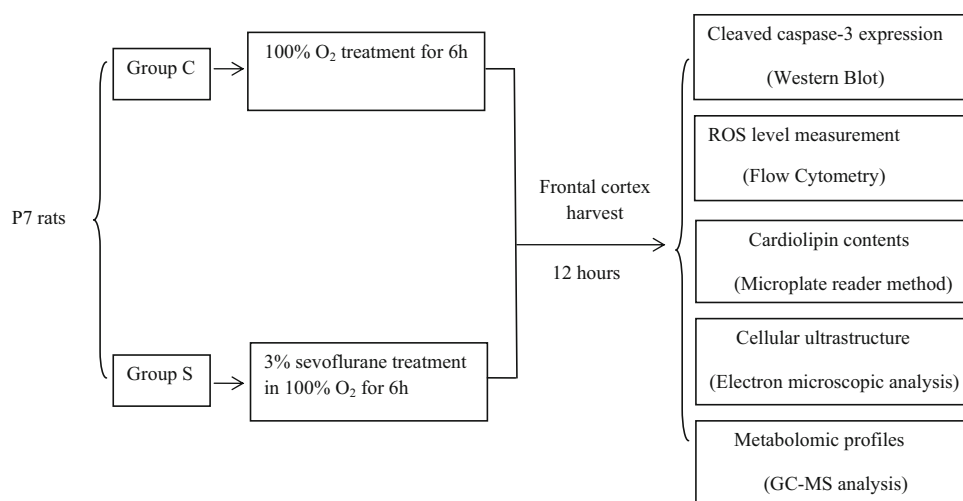 P7 rats
Group C
100% O₂ treatment for 6h
Group S
3% sevoflurane treatment
in 100% O₂ for 6h
Frontal cortex
harvest
12 hours
Cleaved caspase-3 expression
(Western Blot)
ROS level measurement
(Flow Cytometry)
Cardiolipin contents
(Microplate reader method)
Cellular ultrastructure
(Electron microscopic analysis)
Metabolomic profiles
(GC-MS analysis)